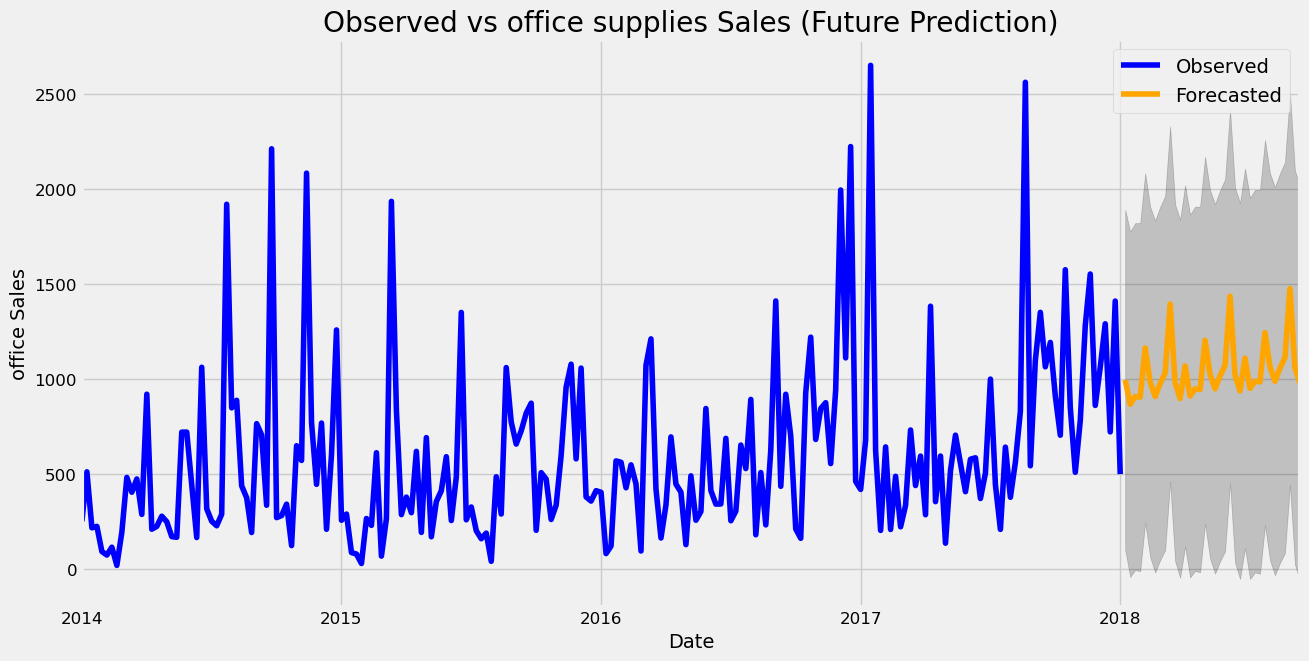 Observed vs office supplies Sales (Future Prediction)
Observed
Forecasted
2500
2000
1500
1000
500
0
office Sales
2014
2015
2016
2017
2018
Date